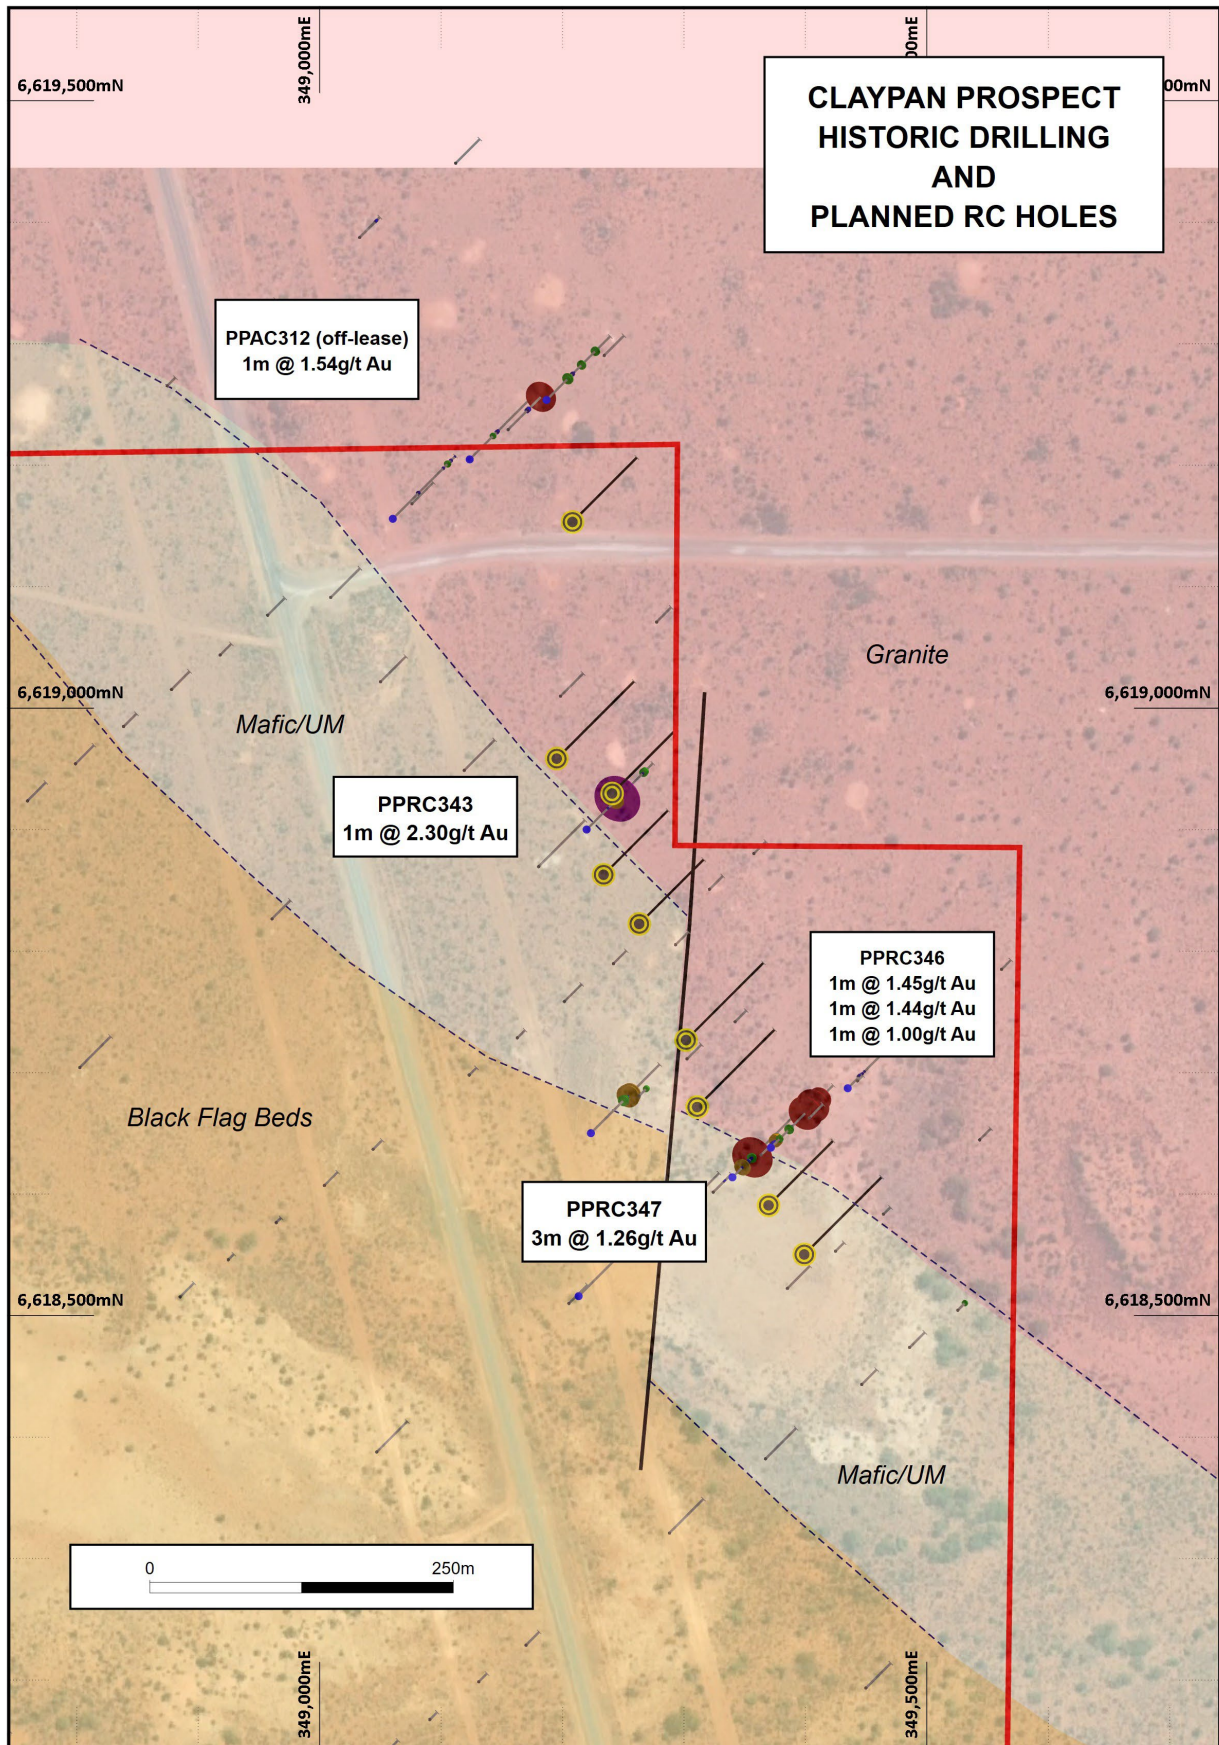 6,619,500mN
349,000mE
00mE
00mN
CLAYPAN PROSPECT
HISTORIC DRILLING
AND
PLANNED RC HOLES
PPAC312 (off-lease)
1m @ 1.54g/t Au
Granite
6,619,000mN
6,619,000mN
Mafic/UM
PPRC343
1m @ 2.30g/t Au
PPRC346
1m @ 1.45g/t Au
1m @ 1.44g/t Au
1m @ 1.00g/t Au
Black Flag Beds
PPRC347
3m @ 1.26g/t Au
6,618,500mN
6,618,500mN
Mafic/UM
0 250m
349,000mE
349,500mE